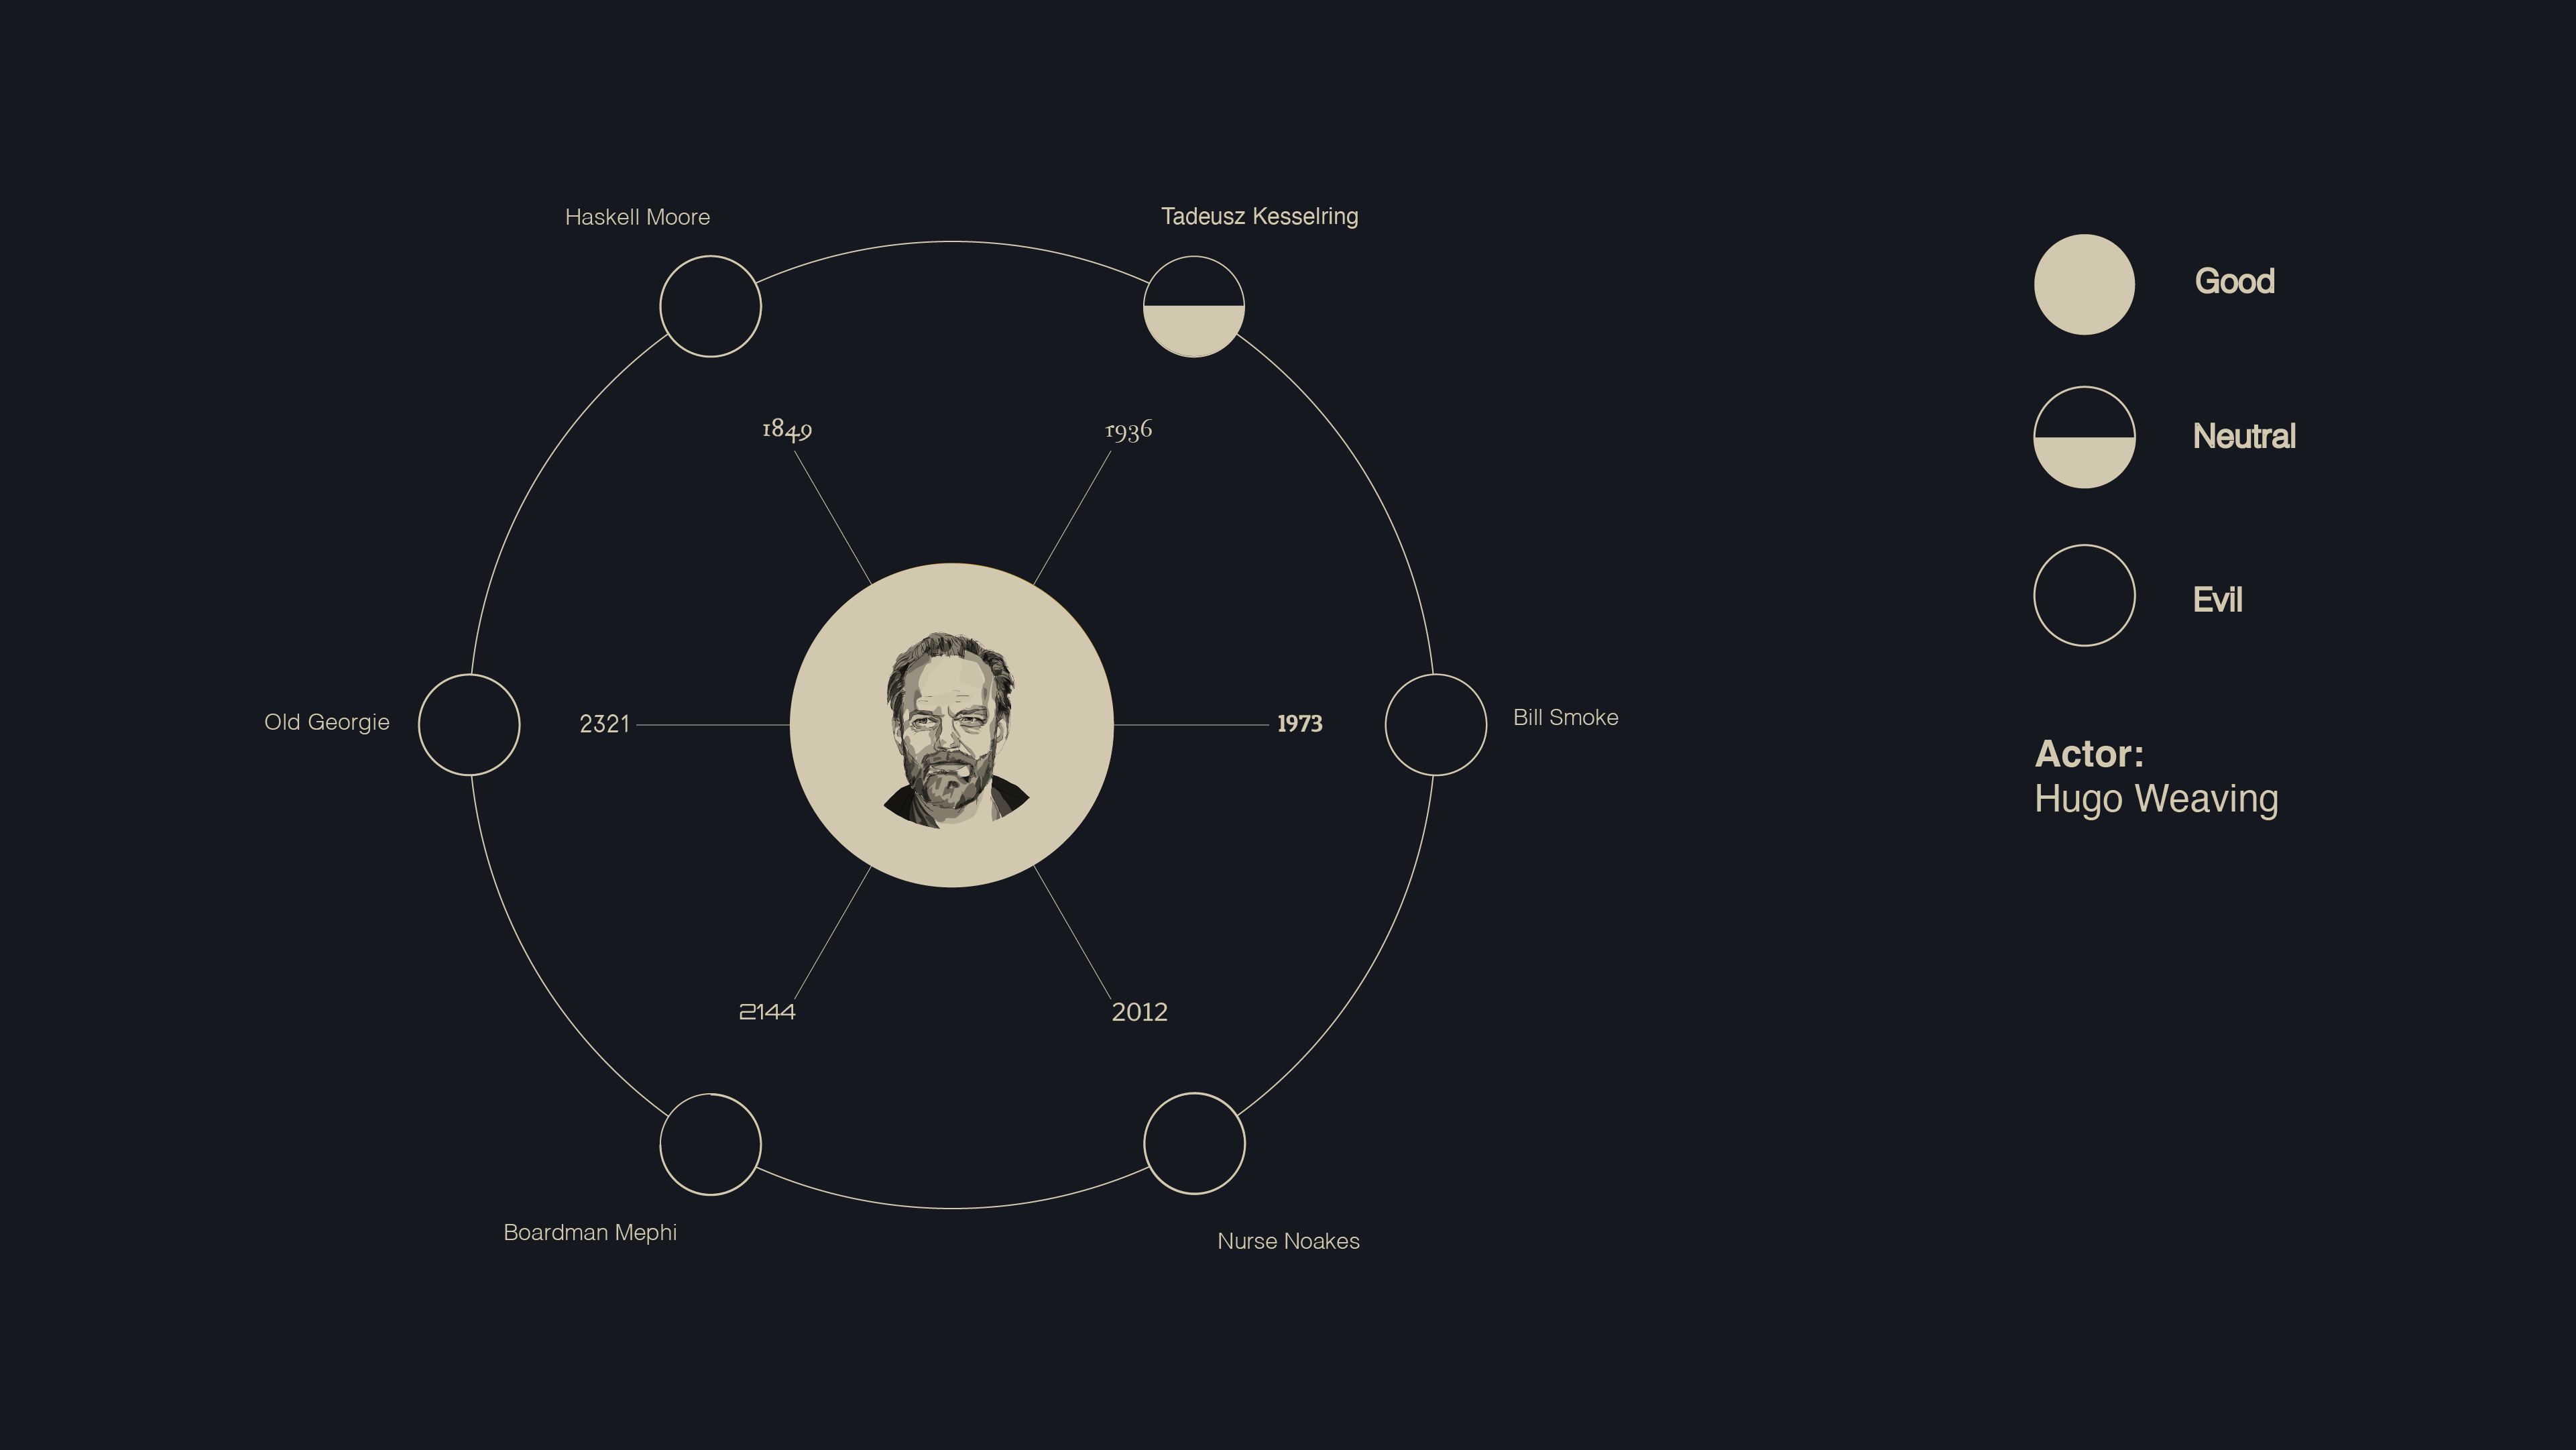 Haskell Moore
Tadeusz Kesselring
1849
1936
Old Georgie
2321
1973
Bill Smoke
2144
2012
Boardman Mephi
Nurse Noakes
Good
Neutral
Evil
Actor:
Hugo Weaving